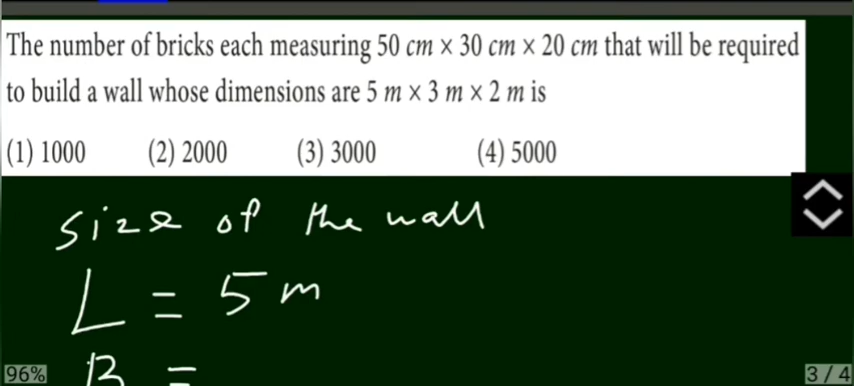 The number of bricks each measuring 50 cm × 30 cm × 20 cm that will be required
to build a wall whose dimensions are 5 m × 3 m × 2 m is
(1) 1000 (2) 2000 (3) 3000 (4) 5000
size of the wall
L = 5 m
B =
96% 3 / 4